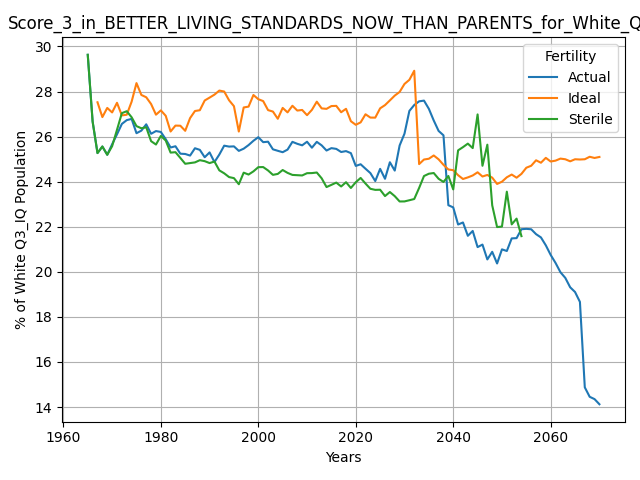 Score_3_in_BETTER_LIVING_STANDARDS_NOW_THAN_PARENTS_for_White_Q
Fertility
Actual
Ideal
Sterile
% of White Q3_IQ Population
30
28
26
24
22
20
18
16
14
1960
1980
2000
2020
2040
2060
Years